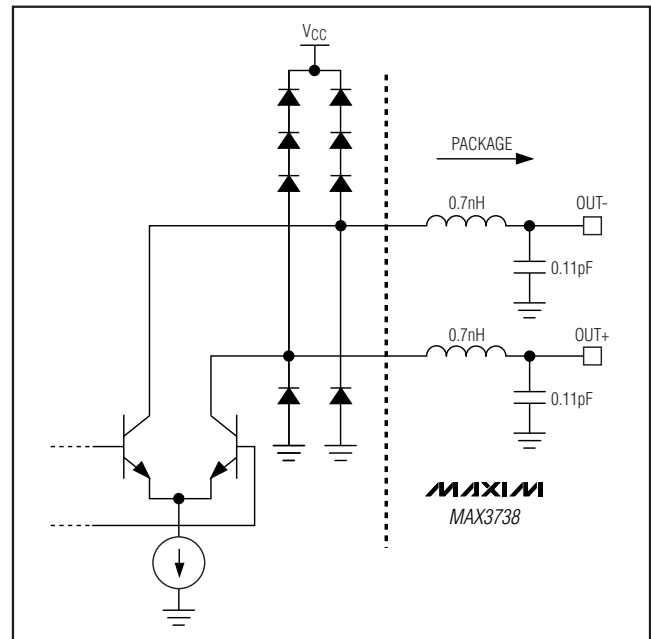 VCC
PACKAGE
0.7nH
OUT-
0.11pF
0.7nH
OUT+
0.11pF
MAXIM
MAX3738